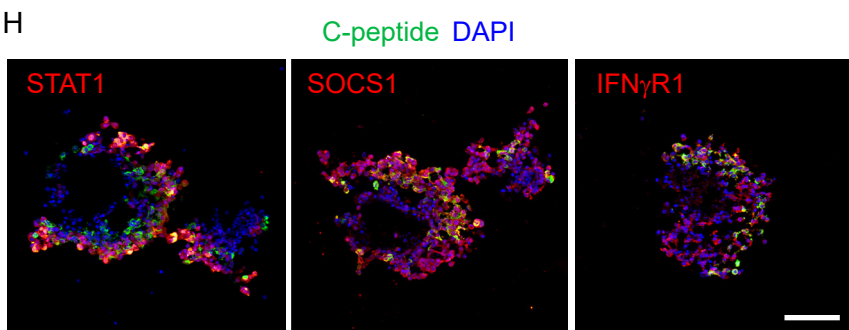 H
C-peptide DAPI
STAT1
SOCS1
IFNγR1